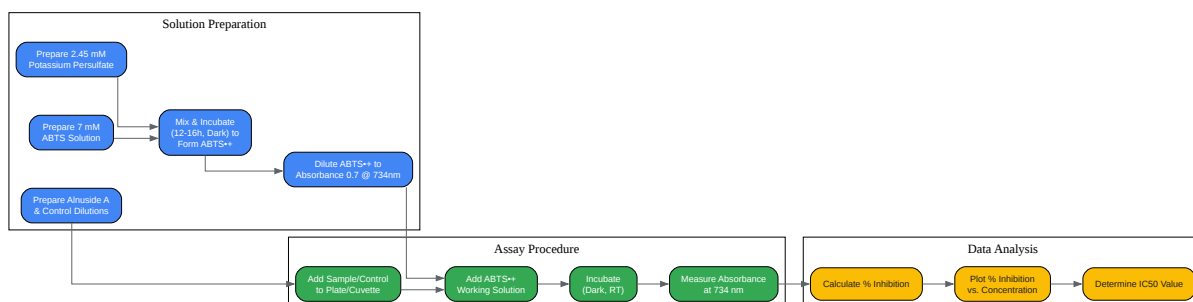 Solution Preparation
Prepare 2.45 mM
Potassium Persulfate
Prepare 7 mM
ABTS Solution
Mix & Incubate
(12-16h, Dark) to
Form ABTS•+
Dilute ABTS•+ to
Absorbance 0.7 @ 734nm
Prepare Alnuside A
& Control Dilutions
Assay Procedure
Add Sample/Control
to Plate/Cuvette
Add ABTS•+
Working Solution
Incubate
(Dark, RT)
Measure Absorbance
at 734 nm
Data Analysis
Calculate % Inhibition
Plot % Inhibition
vs. Concentration
Determine IC50 Value